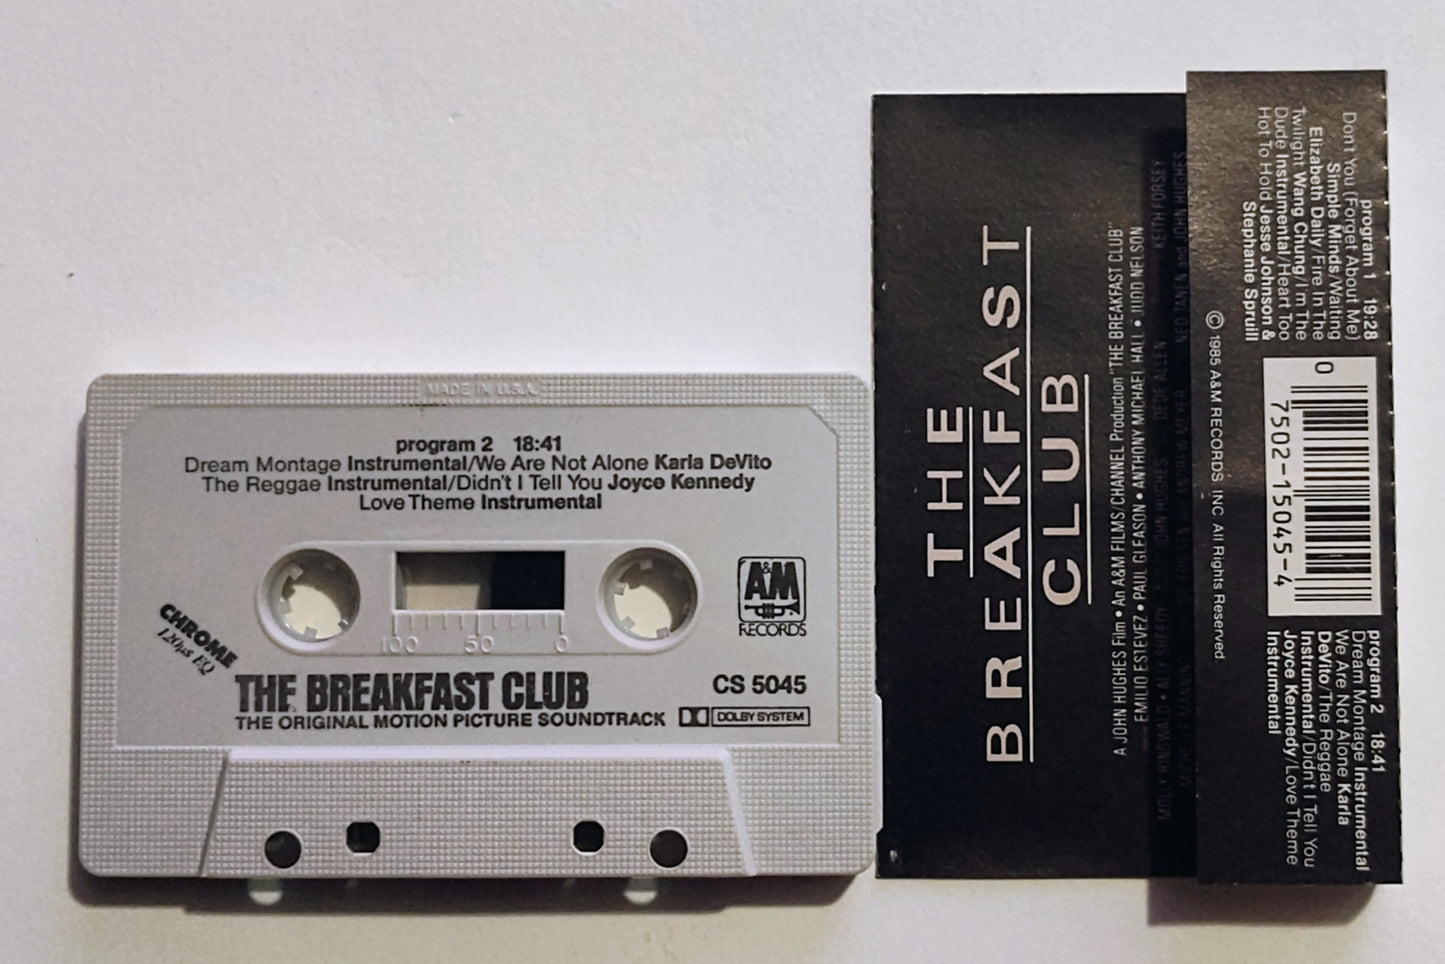 MADE IN U.S.A.
program 2 18:41
Dream Montage Instrumental/We Are Not Alone Karla DeVito
The Reggae Instrumental/Didn't I Tell You Joyce Kennedy
Love Theme Instrumental
100 50 0
A&M
RECORDS
CHROME
120µs EQ
THE BREAKFAST CLUB
THE ORIGINAL MOTION PICTURE SOUNDTRACK
CS 5045
DOLBY SYSTEM
THE
BREAKFAST
CLUB
A JOHN HUGHES Film • An A&M FILMS/CHANNEL Production "THE BREAKFAST CLUB"
EMILIO ESTEVEZ • PAUL GLEASON • ANTHONY MICHAEL HALL • JUDD NELSON
MOLLY RINGWALD • ALLY SHEEDY JOHN HUGHES DEDE ALLEN KEITH FORSEY
MICHELLE MANNING and ANDREW MEYER NED TANEN and JOHN HUGHES
© 1985 A&M RECORDS, INC. All Rights Reserved.
program 1 19:28
Don't You (Forget About Me)
Simple Minds/Waiting
Elizabeth Daily/Fire In The
Twilight Wang Chung/I'm The
Dude Instrumental/Heart Too
Hot To Hold Jesse Johnson &
Stephanie Spruill
0
7502-15045-4
program 2 18:41
Dream Montage Instrumental
We Are Not Alone Karla
DeVito/The Reggae
Instrumental/Didn't I Tell You
Joyce Kennedy/Love Theme
Instrumental